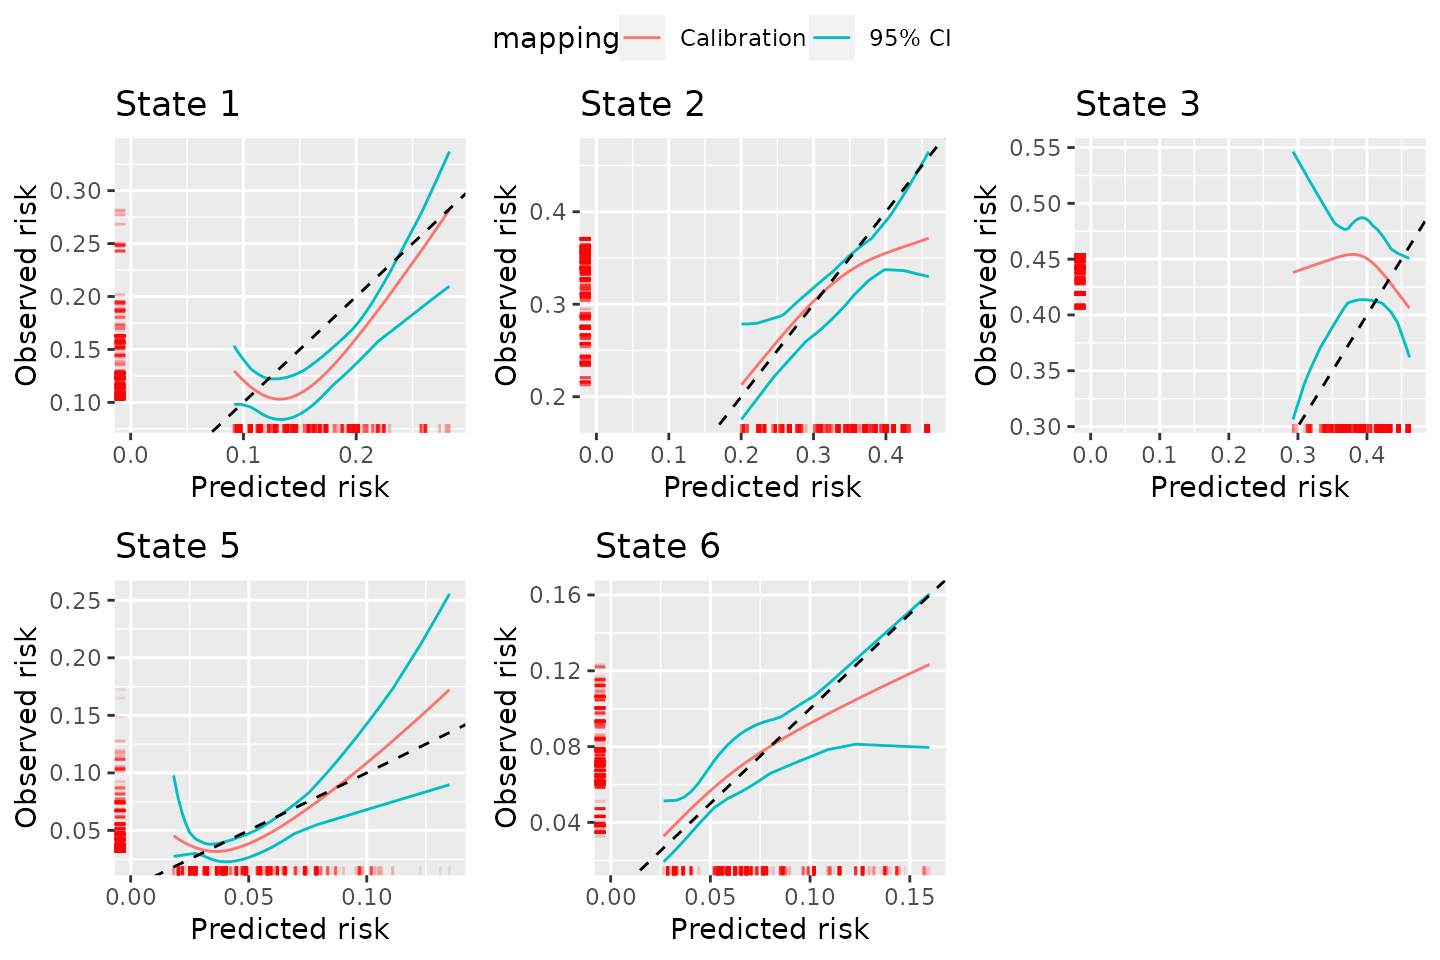 mapping Calibration 95% CI
State 1 State 2 State 3
Observed risk
0.30
0.25
0.20
0.15
0.10
0.0 0.1 0.2
Predicted risk
Observed risk
0.4
0.3
0.2
0.0 0.1 0.2 0.3 0.4
Predicted risk
Observed risk
0.55
0.50
0.45
0.40
0.35
0.30
0.0 0.1 0.2 0.3 0.4
Predicted risk
State 5 State 6
Observed risk
0.25
0.20
0.15
0.10
0.05
0.00 0.05 0.10
Predicted risk
Observed risk
0.16
0.12
0.08
0.04
0.00 0.05 0.10 0.15
Predicted risk